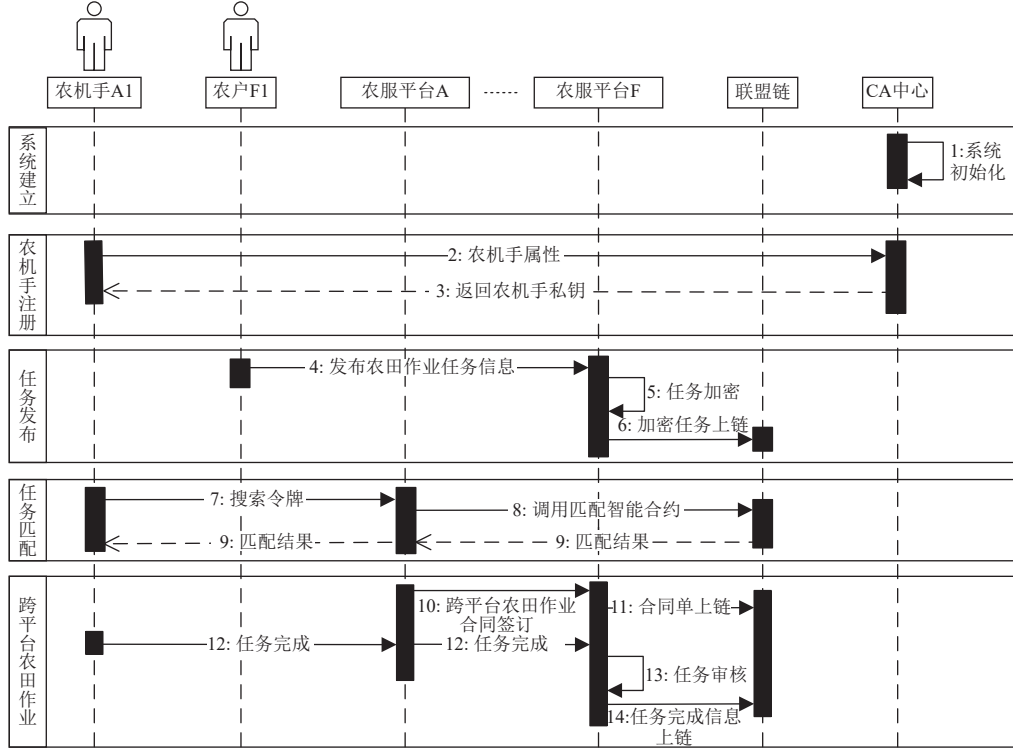 农机手A1
农户F1
农服平台A
......
农服平台F
联盟链
CA中心
系统建立
1:系统
初始化
农机手注册
2: 农机手属性
3: 返回农机手私钥
任务发布
4: 发布农田作业任务信息
5: 任务加密
6: 加密任务上链
任务匹配
7: 搜索令牌
8: 调用匹配智能合约
9: 匹配结果
9: 匹配结果
跨平台农田作业
10: 跨平台农田作业
合同签订
11: 合同单上链
12: 任务完成
12: 任务完成
13: 任务审核
14:任务完成信息
上链